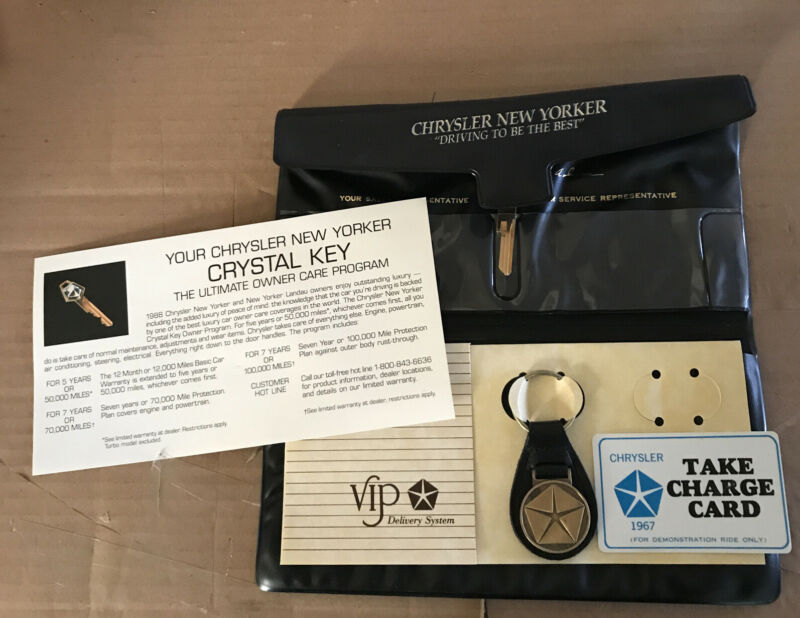 CHRYSLER NEW YORKER
"DRIVING TO BE THE BEST"
YOUR SERVICE REPRESENTATIVE
YOUR CHRYSLER NEW YORKER
CRYSTAL KEY
THE ULTIMATE OWNER CARE PROGRAM
1988 Chrysler New Yorker and New Yorker Landau owners enjoy outstanding luxury —
including the added luxury of peace of mind: the knowledge that the car you're driving is backed
by one of the best luxury car owner care coverages in the world. The Chrysler New Yorker
Crystal Key Owner Program. For five years or 50,000 miles*, whichever comes first, all you
do is take care of normal maintenance, adjustments and wear items. Chrysler takes care of everything else. Engine, powertrain,
air conditioning, steering, electrical. Everything right down to the door handles. The program includes:
FOR 5 YEARS
OR
50,000 MILES*
The 12 Month or 12,000 Miles Basic Car
Warranty is extended to five years or
50,000 miles, whichever comes first.
FOR 7 YEARS
OR
70,000 MILES†
Seven years or 70,000 Mile Protection
Plan covers engine and powertrain.
FOR 7 YEARS
OR
100,000 MILES†
Seven Year or 100,000 Mile Protection
Plan against outer body rust-through.
CUSTOMER
HOT LINE
Call our toll-free hot line 1-800-843-6636
for product information, dealer locations,
and details on our limited warranty.
*See limited warranty at dealer. Restrictions apply.
Turbo model excluded.
†See limited warranty at dealer, restrictions apply.
vip
Delivery System
CHRYSLER
1967
TAKE
CHARGE
CARD
(FOR DEMONSTRATION RIDE ONLY)